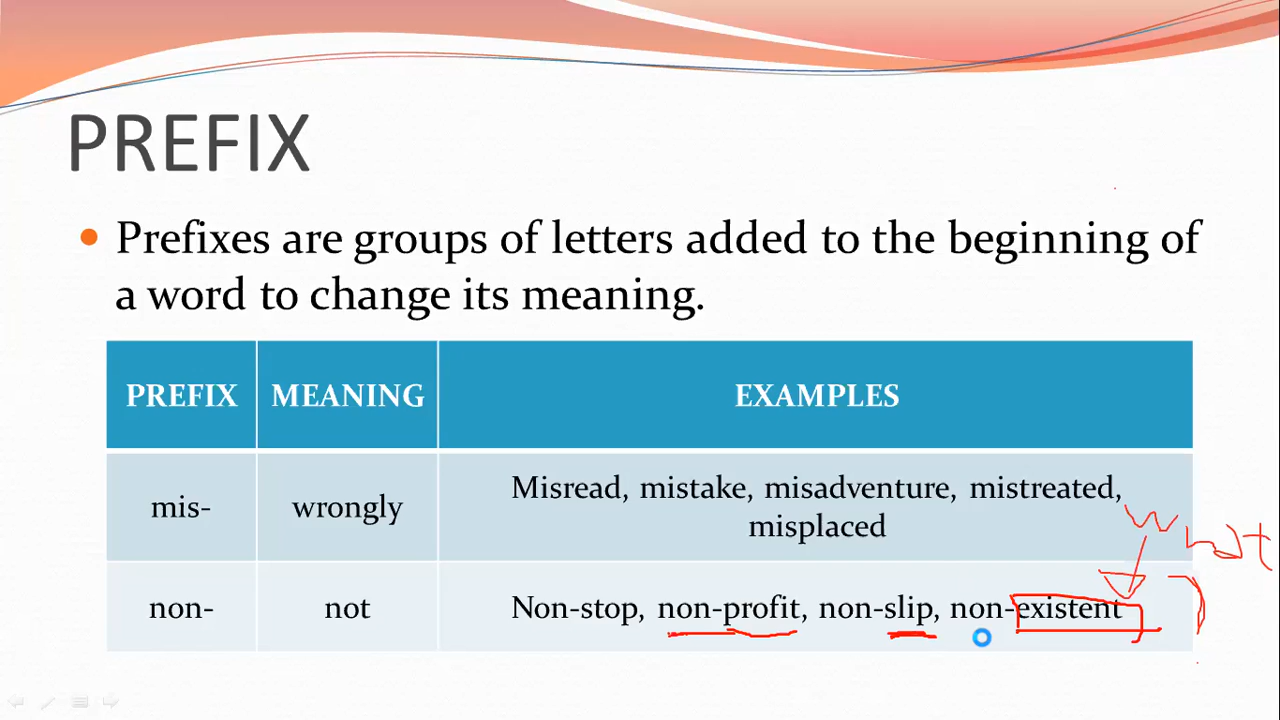 PREFIX
• Prefixes are groups of letters added to the beginning of
a word to change its meaning.
PREFIX MEANING EXAMPLES
mis- wrongly Misread, mistake, misadventure, mistreated,
misplaced
non- not Non-stop, non-profit, non-slip, non-existent